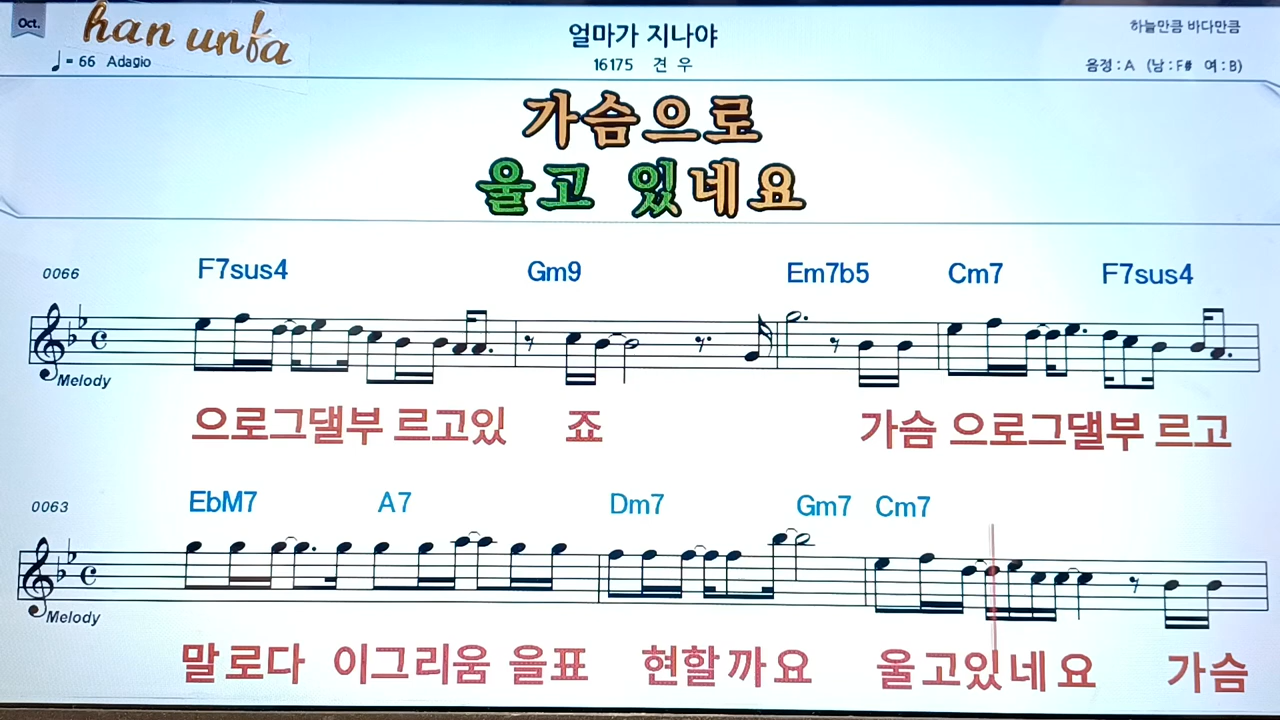 Oct.
han unfa
♩= 66 Adagio
얼마가 지나야
16175 견 우
하늘만큼 바다만큼
음정 : A (남 : F# 여 : B)
가슴으로
울고 있네요
0066
F7sus4 Gm9 Em7b5 Cm7 F7sus4
Melody
으로그댈부 르고있 죠 가슴 으로그댈부 르고
0063
EbM7 A7 Dm7 Gm7 Cm7
Melody
말로다 이그리움 을표 현할까요 울고있네요 가슴